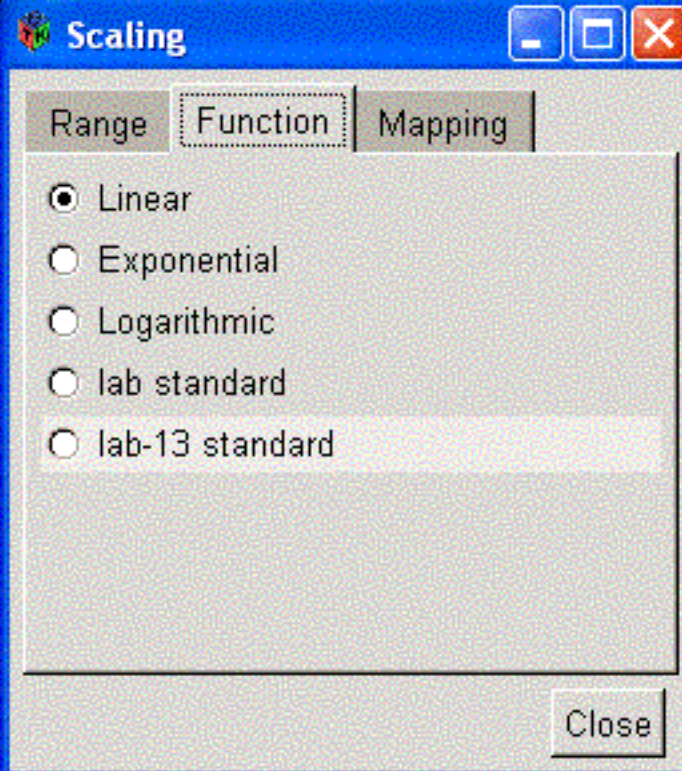 Scaling
Range Function Mapping
Linear
Exponential
Logarithmic
lab standard
lab-13 standard
Close